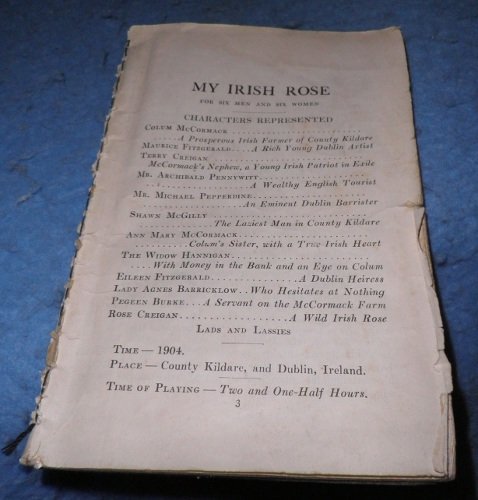 MY IRISH ROSE
FOR SIX MEN AND SIX WOMEN
CHARACTERS REPRESENTED
COLUM MCCORMACK ..............................
..........A Prosperous Irish Farmer of County Kildare
MAURICE FITZGERALD....A Rich Young Dublin Artist
TERRY CREIGAN ..............................
McCormack's Nephew, a Young Irish Patriot in Exile
MR. ARCHIBALD PENNYWITT ....................
....................A Wealthy English Tourist
MR. MICHAEL PEPPERDINE......................
....................An Eminent Dublin Barrister
SHAWN MCGILLY ..............................
..............The Laziest Man in County Kildare
ANN MARY MCCORMACK........................
..........Colum's Sister, with a True Irish Heart
THE WIDOW HANNIGAN........................
....With Money in the Bank and an Eye on Colum
EILEEN FITZGERALD..................A Dublin Heiress
LADY AGNES BARRICKLOW..Who Hesitates at Nothing
PEGEEN BURKE...A Servant on the McCormack Farm
ROSE CREIGAN....................A Wild Irish Rose
LADS AND LASSIES
TIME — 1904.
PLACE — COUNTY KILDARE, AND DUBLIN, IRELAND.
TIME OF PLAYING — Two and One-Half Hours.
3